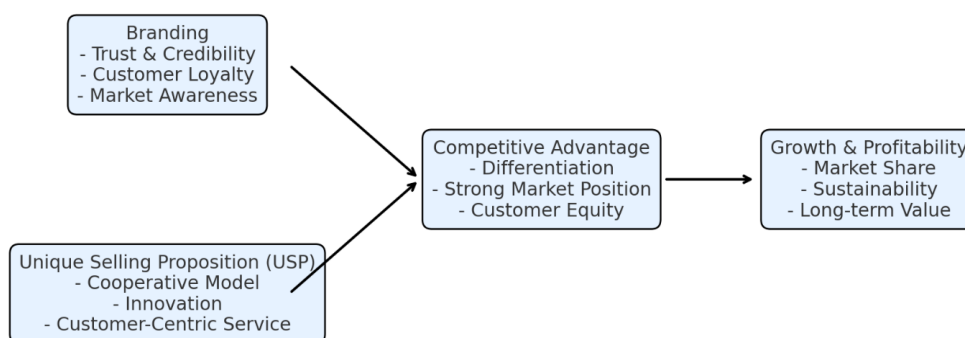 Branding
- Trust & Credibility
- Customer Loyalty
- Market Awareness
Unique Selling Proposition (USP)
- Cooperative Model
- Innovation
- Customer-Centric Service
Competitive Advantage
- Differentiation
- Strong Market Position
- Customer Equity
Growth & Profitability
- Market Share
- Sustainability
- Long-term Value